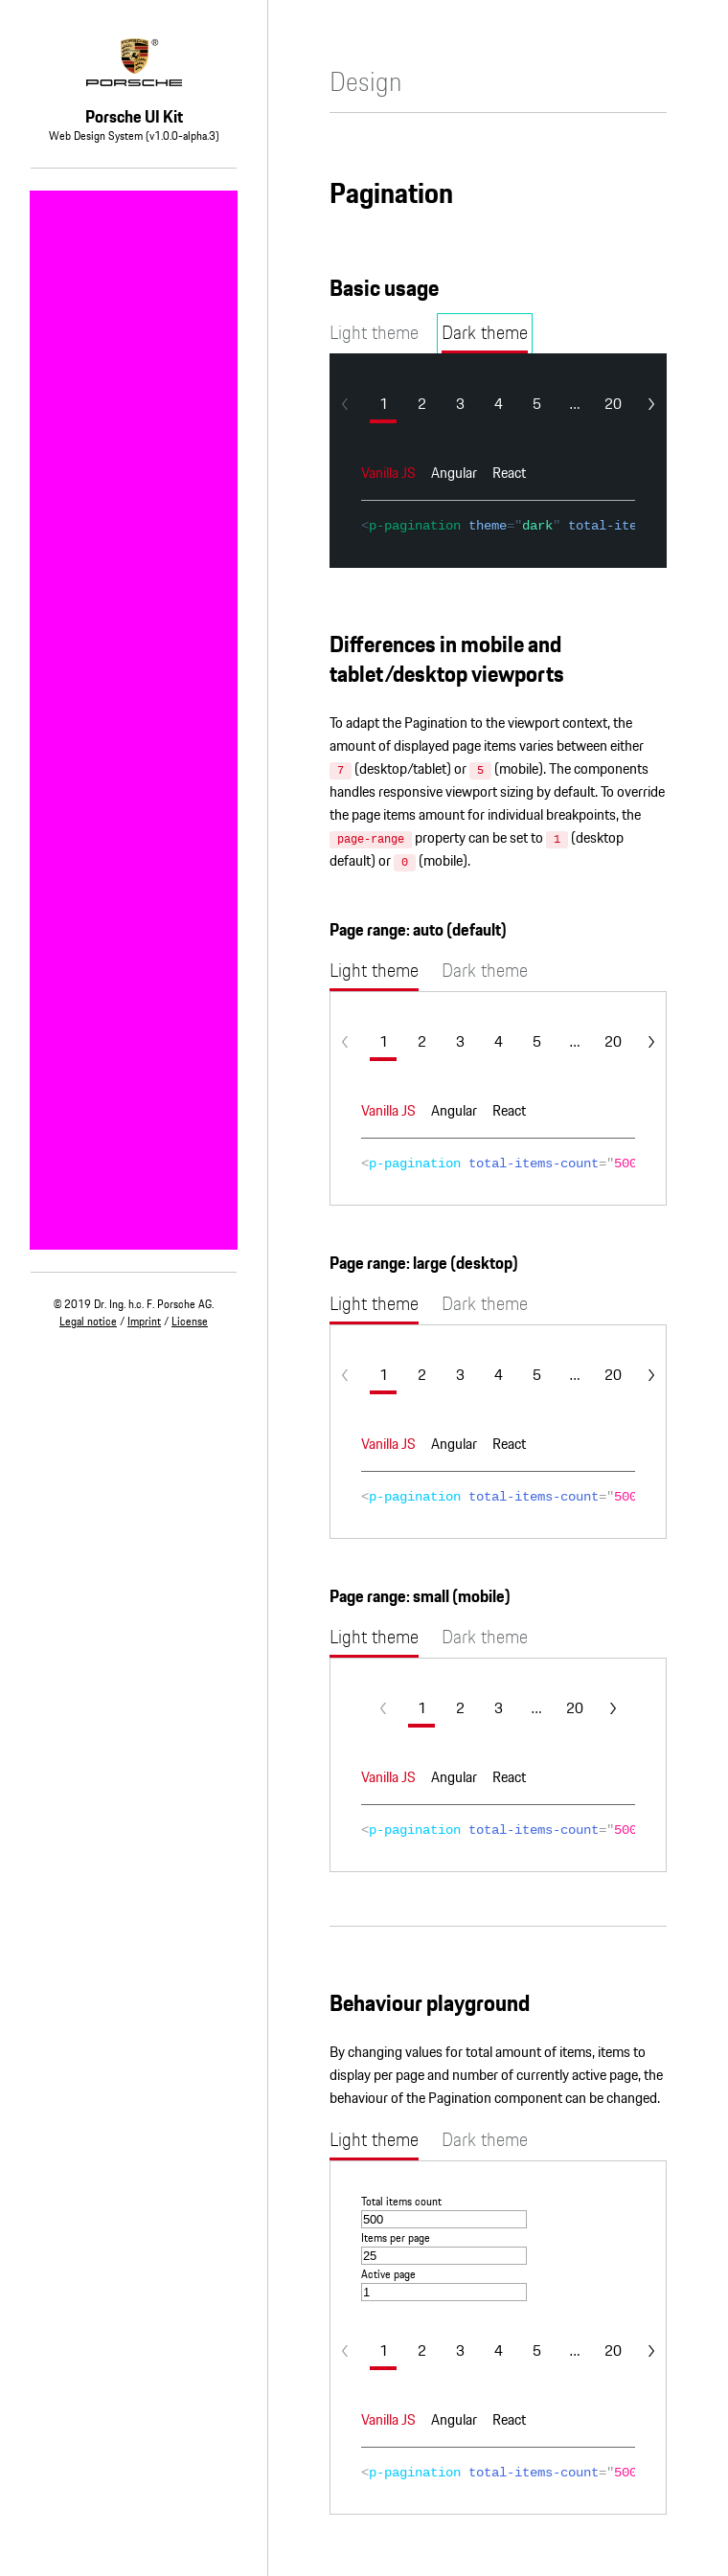 ®
PORSCHE
Porsche UI Kit
Web Design System (v1.0.0-alpha.3)
© 2019 Dr. Ing. h.c. F. Porsche AG.
Legal notice / Imprint / License
Design
Pagination
Basic usage
Light theme Dark theme
1 2 3 4 5 ... 20
Vanilla JS Angular React
<p-pagination theme="dark" total-ite
Differences in mobile and
tablet/desktop viewports
To adapt the Pagination to the viewport context, the
amount of displayed page items varies between either
7 (desktop/tablet) or 5 (mobile). The components
handles responsive viewport sizing by default. To override
the page items amount for individual breakpoints, the
page-range property can be set to 1 (desktop
default) or 0 (mobile).
Page range: auto (default)
Light theme Dark theme
1 2 3 4 5 ... 20
Vanilla JS Angular React
<p-pagination total-items-count="500
Page range: large (desktop)
Light theme Dark theme
1 2 3 4 5 ... 20
Vanilla JS Angular React
<p-pagination total-items-count="500
Page range: small (mobile)
Light theme Dark theme
1 2 3 ... 20
Vanilla JS Angular React
<p-pagination total-items-count="500
Behaviour playground
By changing values for total amount of items, items to
display per page and number of currently active page, the
behaviour of the Pagination component can be changed.
Light theme Dark theme
Total items count
500
Items per page
25
Active page
1
1 2 3 4 5 ... 20
Vanilla JS Angular React
<p-pagination total-items-count="500